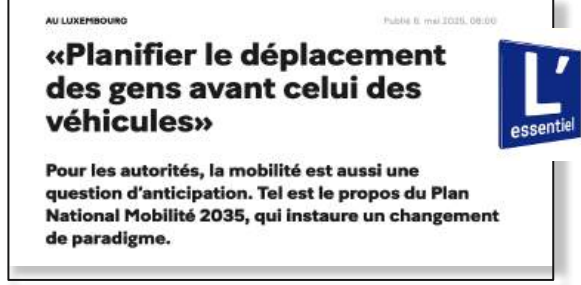 AU LUXEMBOURG
Publié 6. mai 2025, 08:00
«Planifier le déplacement
des gens avant celui des
véhicules»
L'
essentiel
Pour les autorités, la mobilité est aussi une
question d'anticipation. Tel est le propos du Plan
National Mobilité 2035, qui instaure un changement
de paradigme.